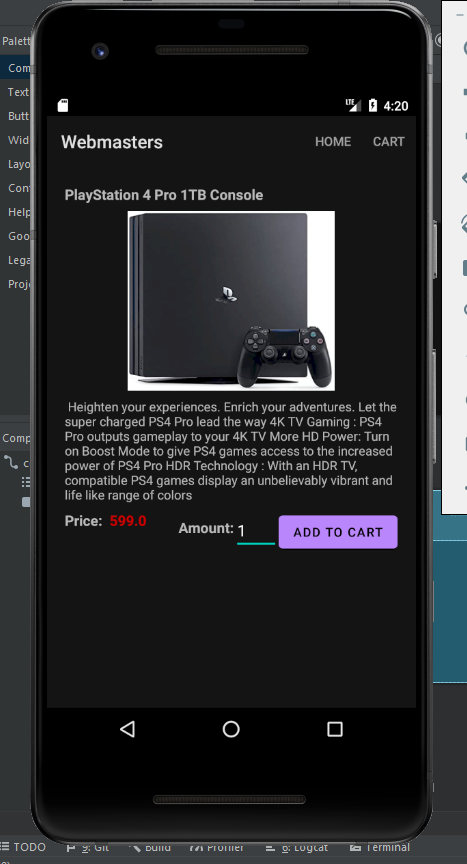 Palett
Com
Text
Butt
Wid
Layo
Con
Help
Goo
Lega
Proj
Comp
LTE 4:20
Webmasters HOME CART
PlayStation 4 Pro 1TB Console
Heighten your experiences. Enrich your adventures. Let the
super charged PS4 Pro lead the way 4K TV Gaming : PS4
Pro outputs gameplay to your 4K TV More HD Power: Turn
on Boost Mode to give PS4 games access to the increased
power of PS4 Pro HDR Technology : With an HDR TV,
compatible PS4 games display an unbelievably vibrant and
life like range of colors
Price: 599.0 Amount: 1 ADD TO CART
TODO 9: Git Build Profiler 6: Logcat Terminal